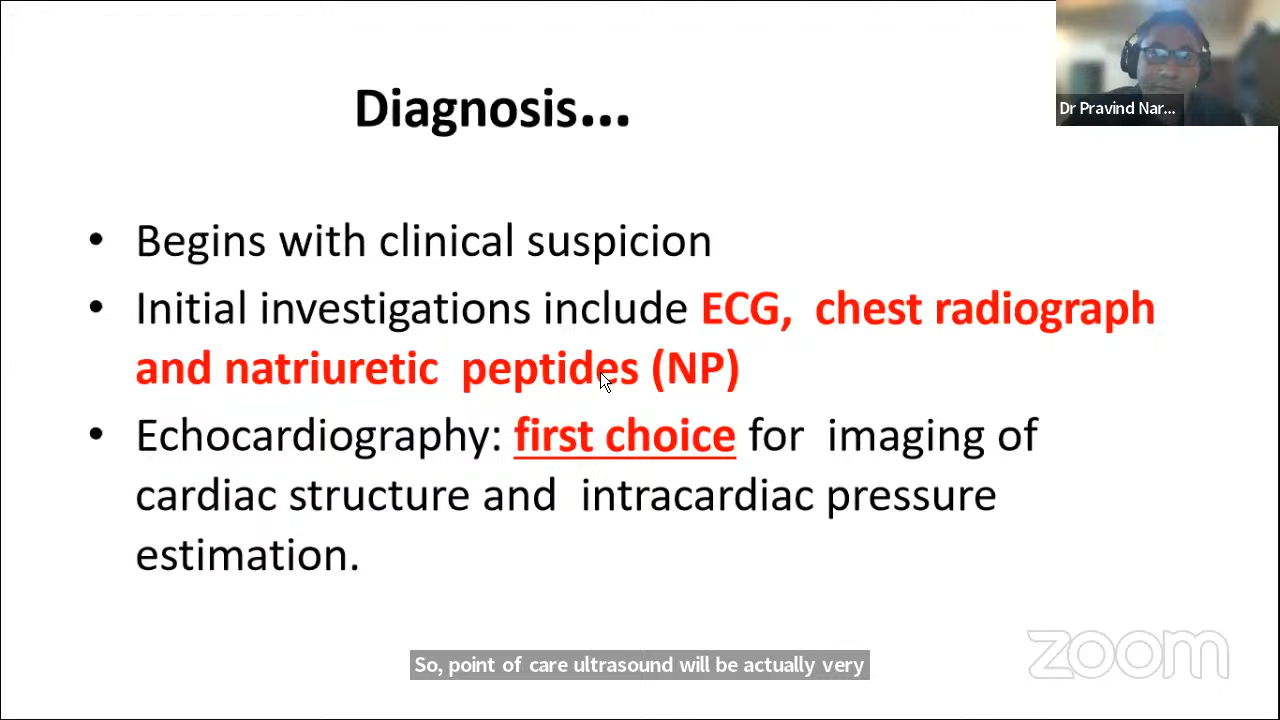 Dr Pravind Nar...
Diagnosis...
• Begins with clinical suspicion
• Initial investigations include ECG, chest radiograph
and natriuretic peptides (NP)
• Echocardiography: first choice for imaging of
cardiac structure and intracardiac pressure
estimation.
So, point of care ultrasound will be actually very
zoom